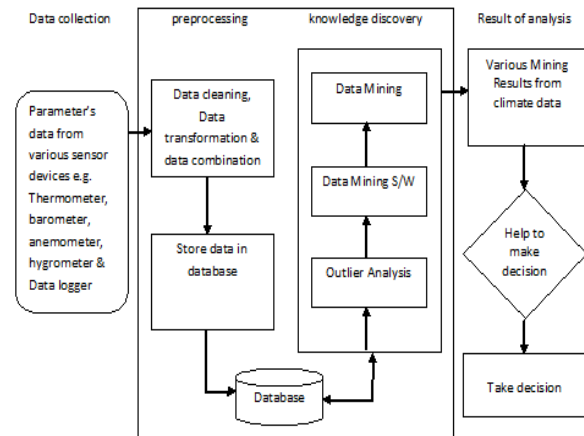 Data collection
preprocessing
knowledge discovery
Result of analysis
Parameter's
data from
various sensor
devices e.g.
Thermometer,
barometer,
anemometer,
hygrometer &
Data logger
Data cleaning,
Data
transformation &
data combination
Store data in
database
Database
Data Mining
Data Mining S/W
Outlier Analysis
Various Mining
Results from
climate data
Help to
make
decision
Take decision